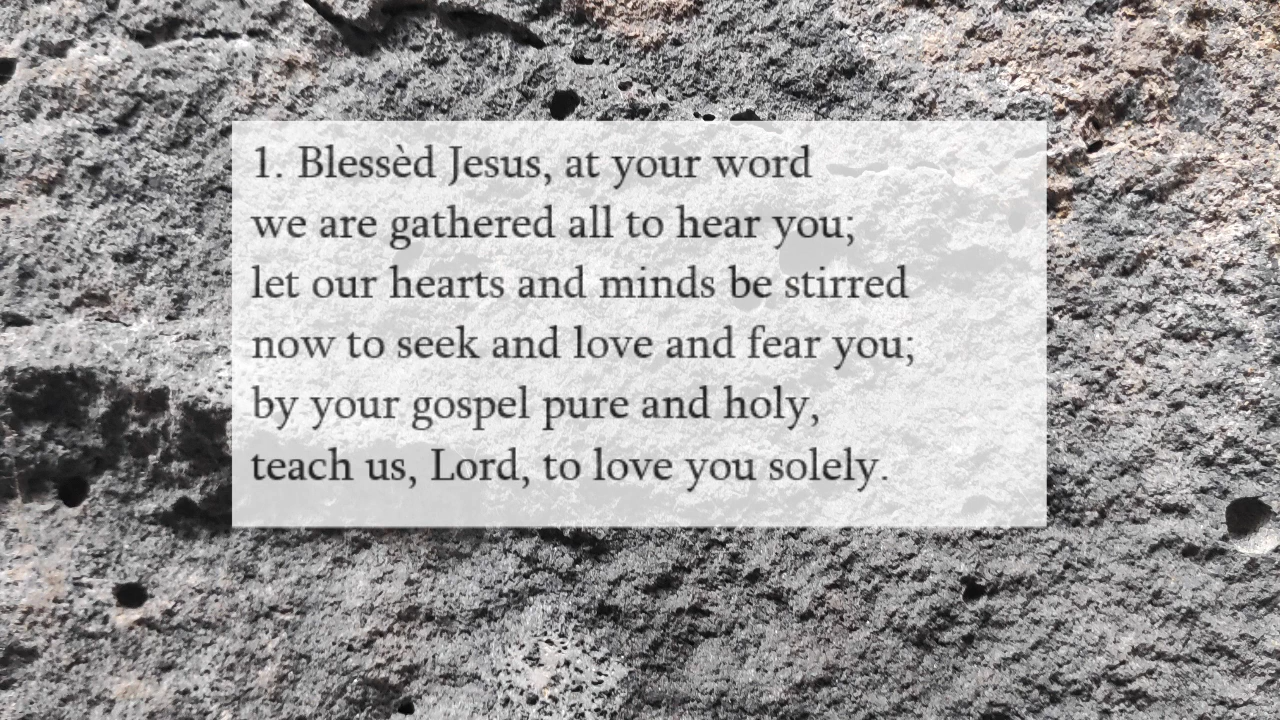 1. Blessèd Jesus, at your word
we are gathered all to hear you;
let our hearts and minds be stirred
now to seek and love and fear you;
by your gospel pure and holy,
teach us, Lord, to love you solely.